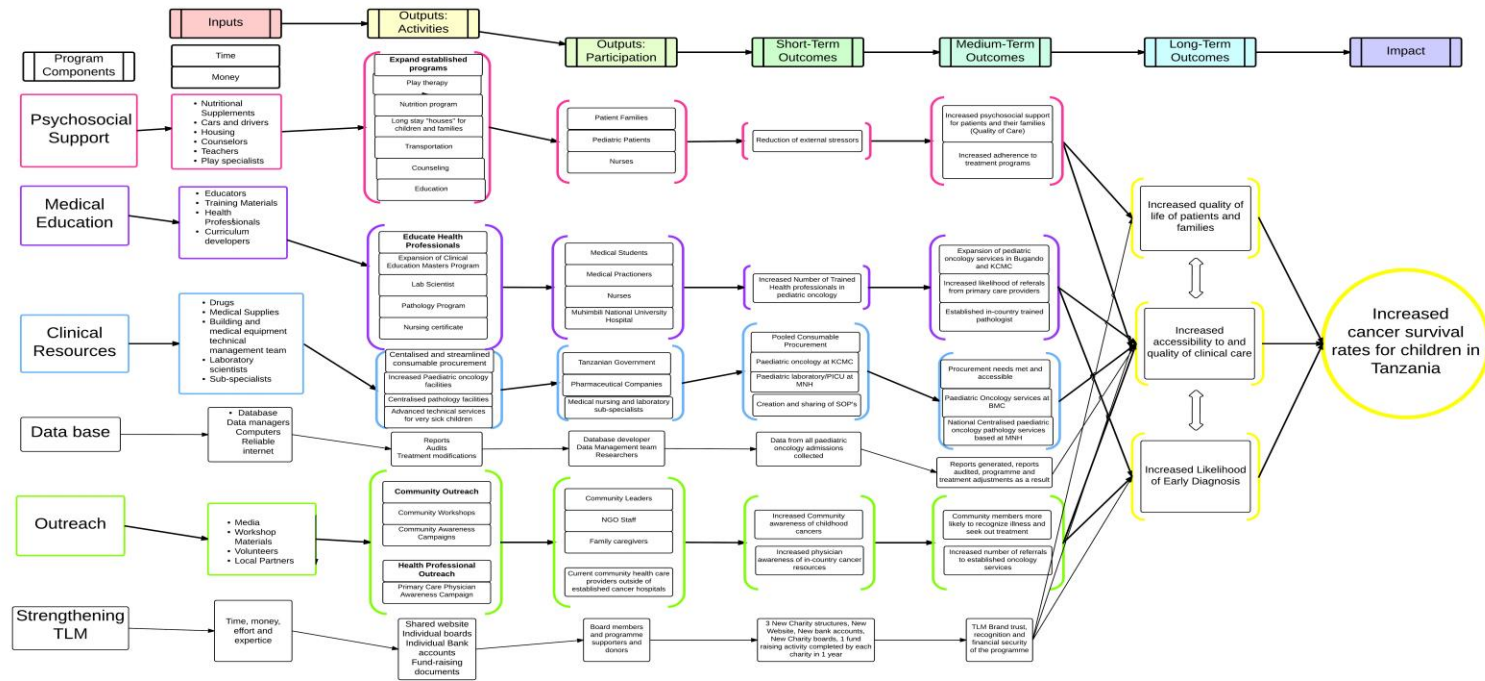 Inputs
Outputs:
Activities
Outputs:
Participation
Short-Term
Outcomes
Medium-Term
Outcomes
Long-Term
Outcomes
Impact
Program
Components
Time
Money
Psychosocial
Support
• Nutritional
Supplements
• Cars and drivers
• Housing
• Counselors
• Teachers
• Play specialists
Expand established
programs
Play therapy
Nutrition program
Long stay "houses" for
children and families
Transportation
Counseling
Education
Patient Families
Pediatric Patients
Nurses
Reduction of external stressors
Increased psychosocial support
for patients and their families
(Quality of Care)
Increased adherence to
treatment programs
Medical
Education
• Educators
• Training Materials
• Health
Professionals
• Curriculum
developers
Educate Health
Professionals
Expansion of Clinical
Education Masters Program
Lab Scientist
Pathology Program
Nursing certificate
Medical Students
Medical Practioners
Nurses
Muhimbili National University
Hospital
Increased Number of Trained
Health professionals in
pediatric oncology
Expansion of pediatric
oncology services in Bugando
and KCMC
Increased likelihood of referrals
from primary care providers
Established in-country trained
pathologist
Clinical
Resources
• Drugs
• Medical Supplies
• Building and
medical equipment
technical
management team
• Laboratory
scientists
• Sub-specialists
Centalised and streamlined
consumable procurement
Increased Paediatric oncology
facilities
Centralised pathology facilities
Advanced technical services
for very sick children
Tanzanian Government
Pharmaceutical Companies
Medical nursing and laboratory
sub-specialists
Pooled Consumable
Procurement
Paediatric oncology at KCMC
Paediatric laboratory/PICU at
MNH
Creation and sharing of SOP's
Procurement needs met and
accessible
Paediatric Oncology services at
BMC
National Centralised paediatric
oncology pathology services
based at MNH
Data base
• Database
Data managers
Computers
Reliable
internet
Reports
Audits
Treatment modifications
Database developer
Data Management team
Researchers
Data from all paediatric
oncology admissions
collected
Reports generated, reports
audited, programme and
treatment adjustments as a result
Outreach
• Media
• Workshop
Materials
• Volunteers
• Local Partners
Community Outreach
Community Workshops
Community Awareness
Campaigns
Health Professional
Outreach
Primary Care Physician
Awareness Campaign
Community Leaders
NGO Staff
Family caregivers
Current community health care
providers outside of
established cancer hospitals
Increased Community
awareness of childhood
cancers
Increased physician
awareness of in-country cancer
resources
Community members more
likely to recognize illness and
seek out treatment
Increased number of referrals
to established oncology
services
Strengthening
TLM
Time, money,
effort and
expertice
Shared website
Individual boards
Individual Bank
accounts
Fund-raising
documents
Board members
and programme
supporters and
donors
3 New Charity structures, New
Website, New bank accounts,
New Charity boards, 1 fund
raising activity completed by each
charity in 1 year
TLM Brand trust,
recognition and
financial security
of the programme
Increased quality of
life of patients and
families
Increased
accessibility to and
quality of clinical care
Increased Likelihood
of Early Diagnosis
Increased
cancer survival
rates for children in
Tanzania